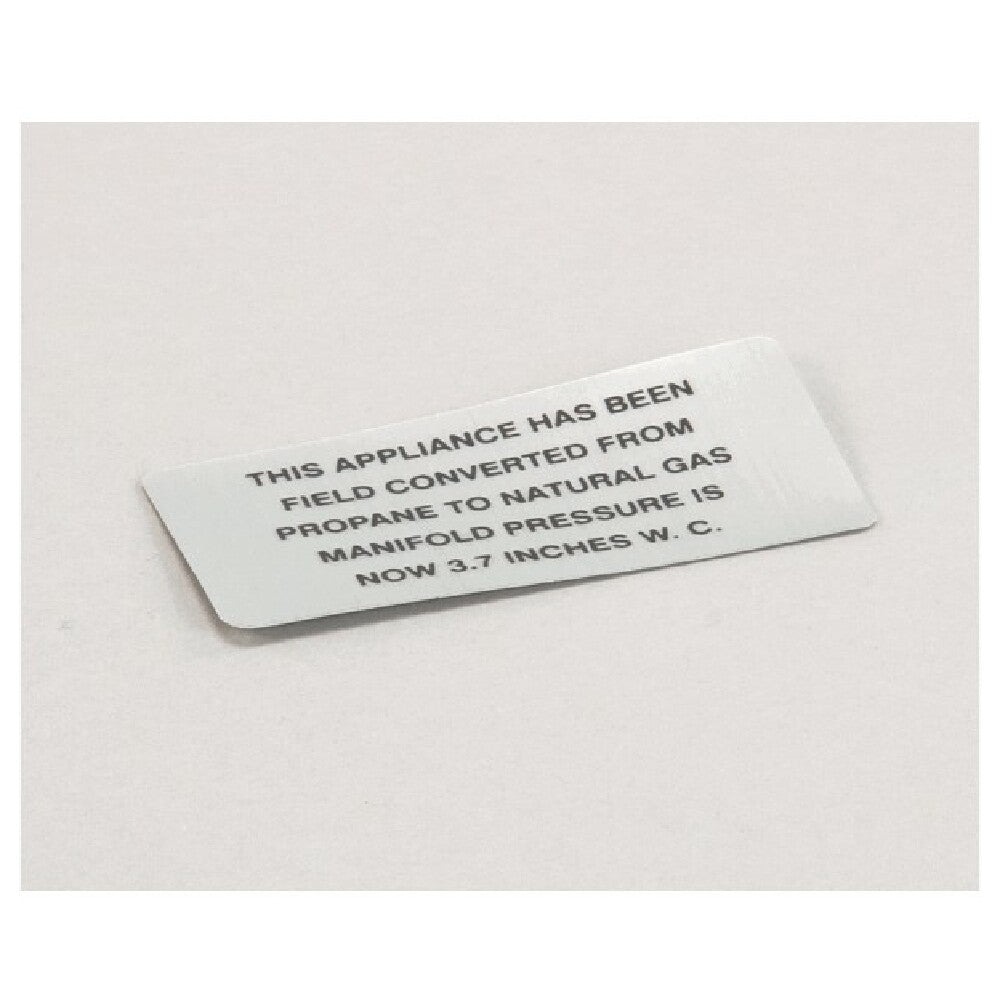 THIS APPLIANCE HAS BEEN
FIELD CONVERTED FROM
PROPANE TO NATURAL GAS
MANIFOLD PRESSURE IS
NOW 3.7 INCHES W. C.